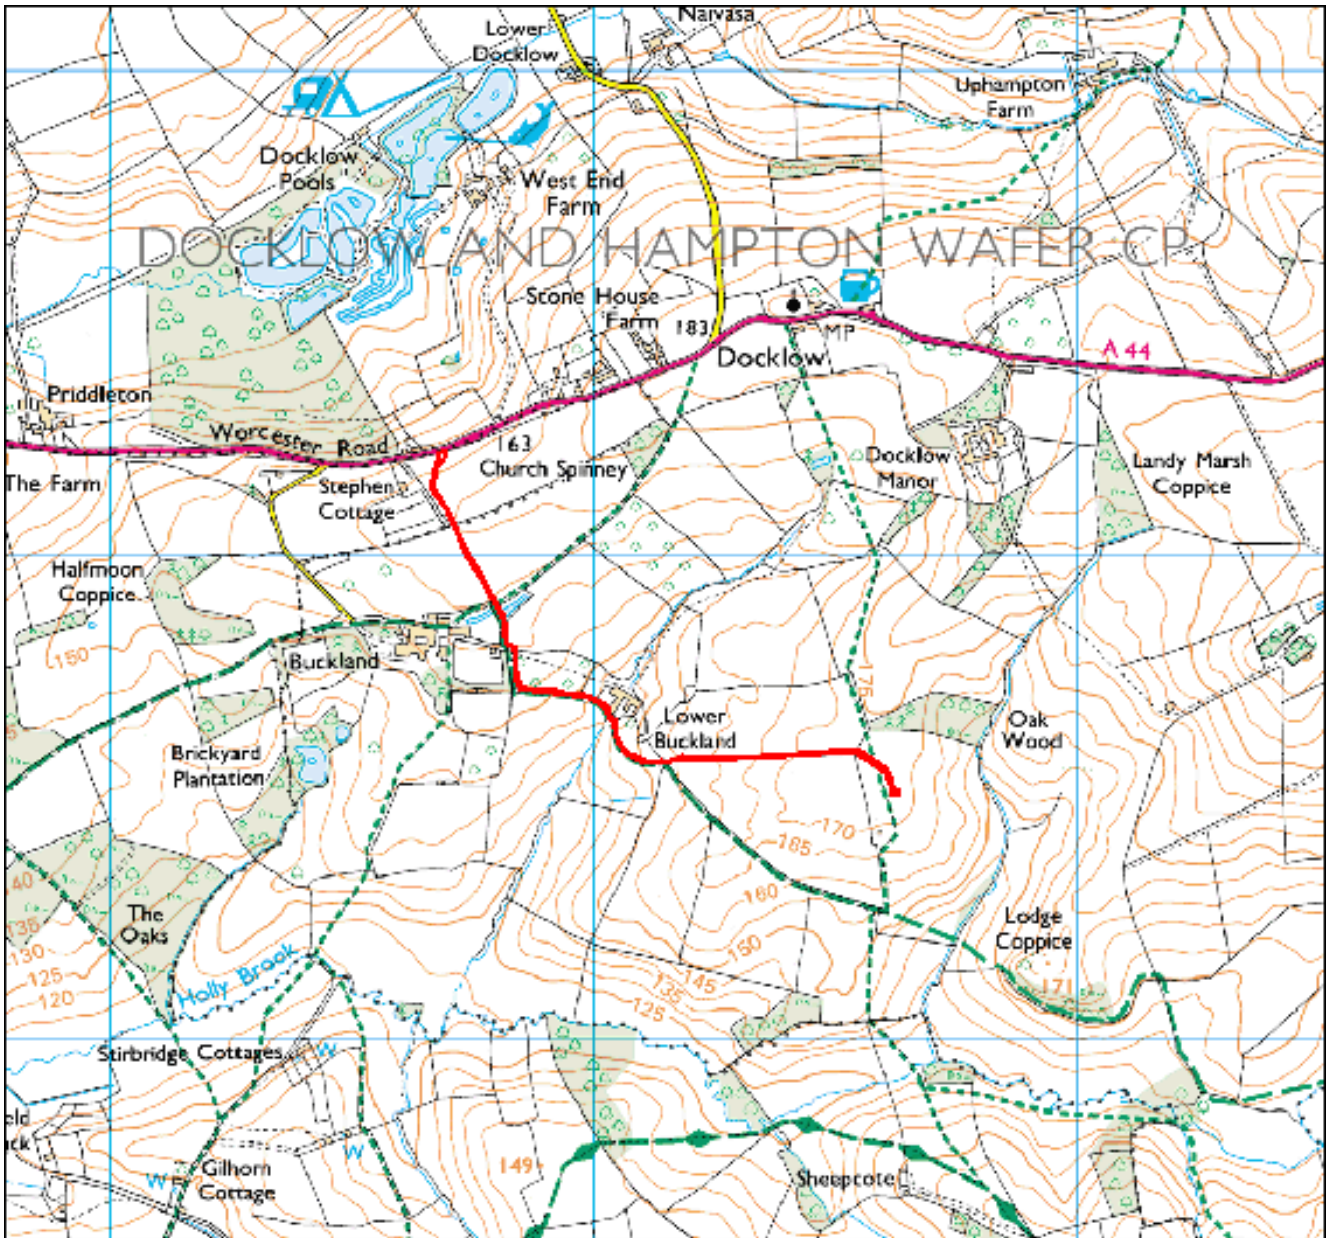 Narvasa
Lower
Docklow
Uphampton
Farm
Docklow
Pools
West End
Farm
DOCKLOW AND HAMPTON WAFER CP
Stone House
Farm
183
MP
Docklow
A 44
Priddleton
Worcester Road
163
Church Spinney
The Farm
Stephen
Cottage
Docklow
Manor
Landy Marsh
Coppice
Halfmoon
Coppice
150
Buckland
175
Lower
Buckland
Oak
Wood
Brickyard
Plantation
170
185
160
The
Oaks
140
135
130
125
120
Lodge
Coppice
150
145
135
125
171
Holly Brook
Stirbridge Cottages
W
eld
ck
W
W
Gilhorn
Cottage
149
Sheepcote